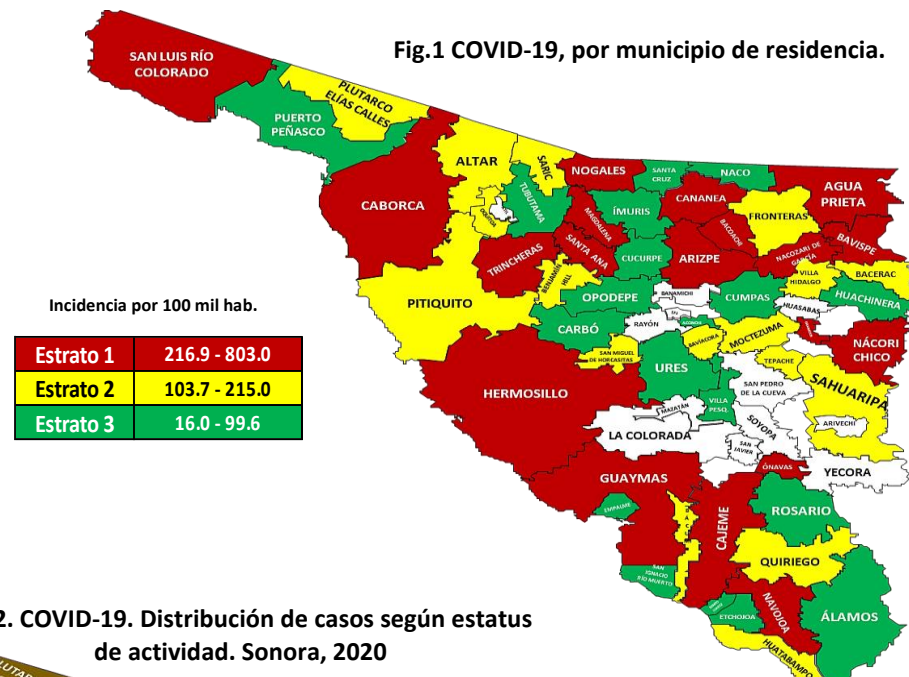 Fig.1 COVID-19, por municipio de residencia.
SAN LUIS RÍO
COLORADO
PLUTARCO
ELÍAS CALLES
PUERTO
PEÑASCO
ALTAR
SARIC
NOGALES
SANTA
CRUZ
NACO
AGUA
PRIETA
CABORCA
TUBUTAMA
ÍMURIS
CANANEA
FRONTERAS
MAGDALENA
BACOACHI
BAVISPE
TRINCHERAS
SANTA ANA
CUCURPE
ARIZPE
NACOZARI DE
GARCÍA
BACERAC
VILLA
HIDALGO
PITIQUITO
BENJAMÍN
HILL
OPODEPE
BANAMICHI
CUMPAS
HUASABAS
HUACHINERA
Incidencia por 100 mil hab.
CARBÓ
RAYÓN
BAVIACORA
MOCTEZUMA
NÁCORI
CHICO
Estrato 1 216.9 - 803.0
Estrato 2 103.7 - 215.0
Estrato 3 16.0 - 99.6
SAN MIGUEL
DE HORCASITAS
URES
TEPACHE
HERMOSILLO
SAN PEDRO
DE LA CUEVA
SAHUARIPA
VILLA
PESQ.
MAZATÁN
SOYOPA
ARIVECHI
LA COLORADA
SAN
JAVIER
ÓNAVAS
YECORA
GUAYMAS
EMPALME
CAJEME
ROSARIO
QUIRIEGO
SAN
IGNACIO
RÍO MUERTO
NAVOJOA
ÁLAMOS
ETCHOJOA
HUATABAMPO
2. COVID-19. Distribución de casos según estatus
de actividad. Sonora, 2020